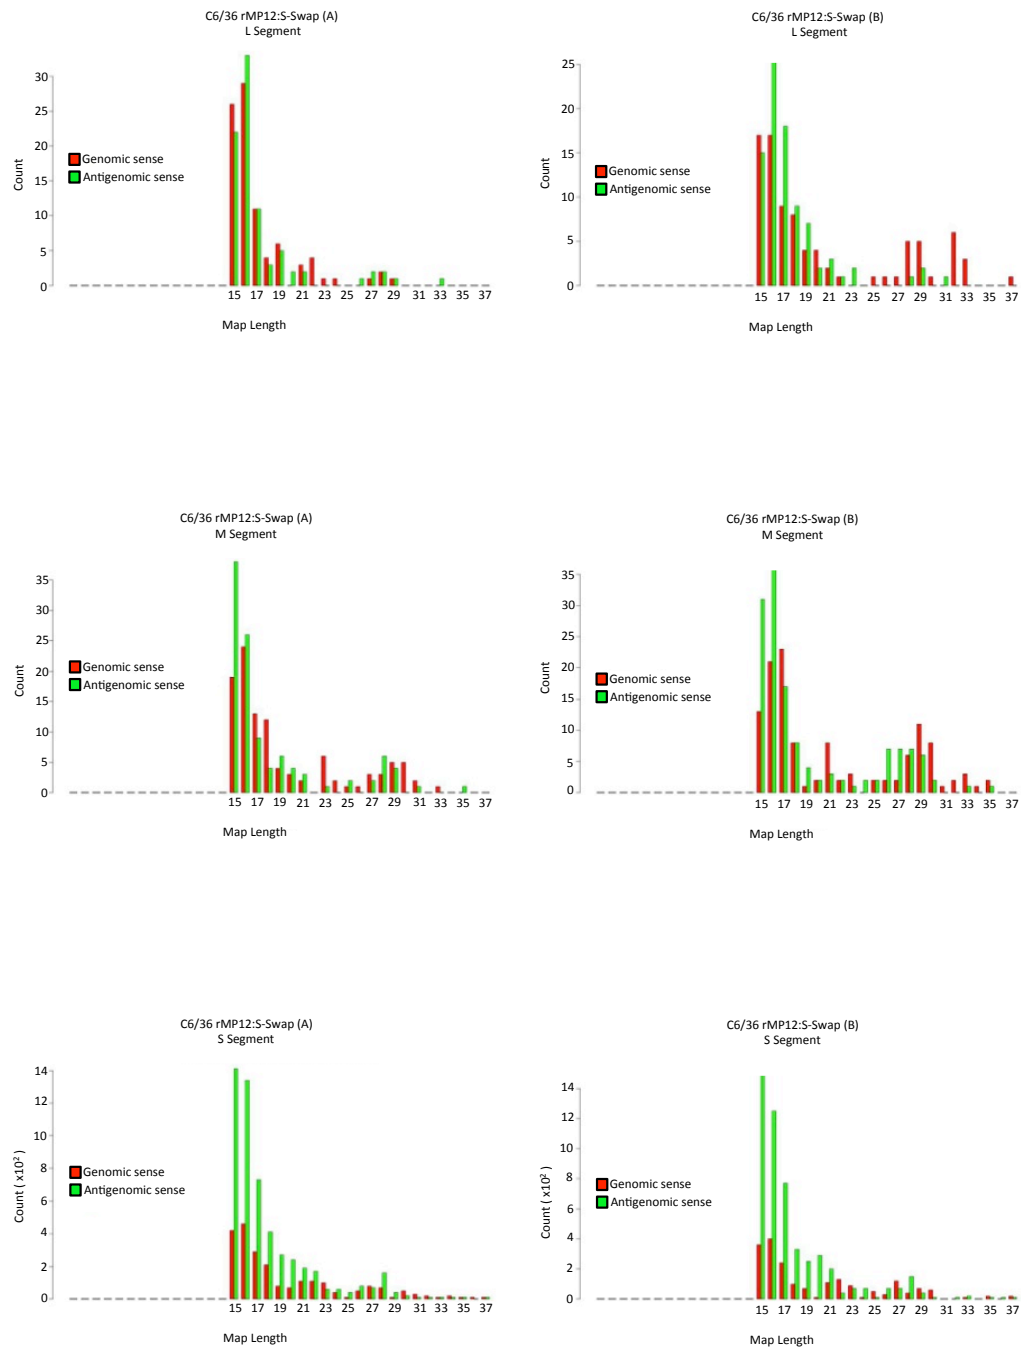 C6/36 rMP12:S-Swap (A)
L Segment
30
25
20
15
10
5
0
Count
Genomic sense
Antigenomic sense
15 17 19 21 23 25 27 29 31 33 35 37
Map Length
C6/36 rMP12:S-Swap (B)
L Segment
25
20
15
10
5
0
Count
Genomic sense
Antigenomic sense
15 17 19 21 23 25 27 29 31 33 35 37
Map Length
C6/36 rMP12:S-Swap (A)
M Segment
35
30
25
20
15
10
5
0
Count
Genomic sense
Antigenomic sense
15 17 19 21 23 25 27 29 31 33 35 37
Map Length
C6/36 rMP12:S-Swap (B)
M Segment
35
30
25
20
15
10
5
0
Count
Genomic sense
Antigenomic sense
15 17 19 21 23 25 27 29 31 33 35 37
Map Length
C6/36 rMP12:S-Swap (A)
S Segment
14
12
10
8
6
4
2
0
Count ( x10²)
Genomic sense
Antigenomic sense
15 17 19 21 23 25 27 29 31 33 35 37
Map Length
C6/36 rMP12:S-Swap (B)
S Segment
14
12
10
8
6
4
2
0
Count ( x10²)
Genomic sense
Antigenomic sense
15 17 19 21 23 25 27 29 31 33 35 37
Map Length